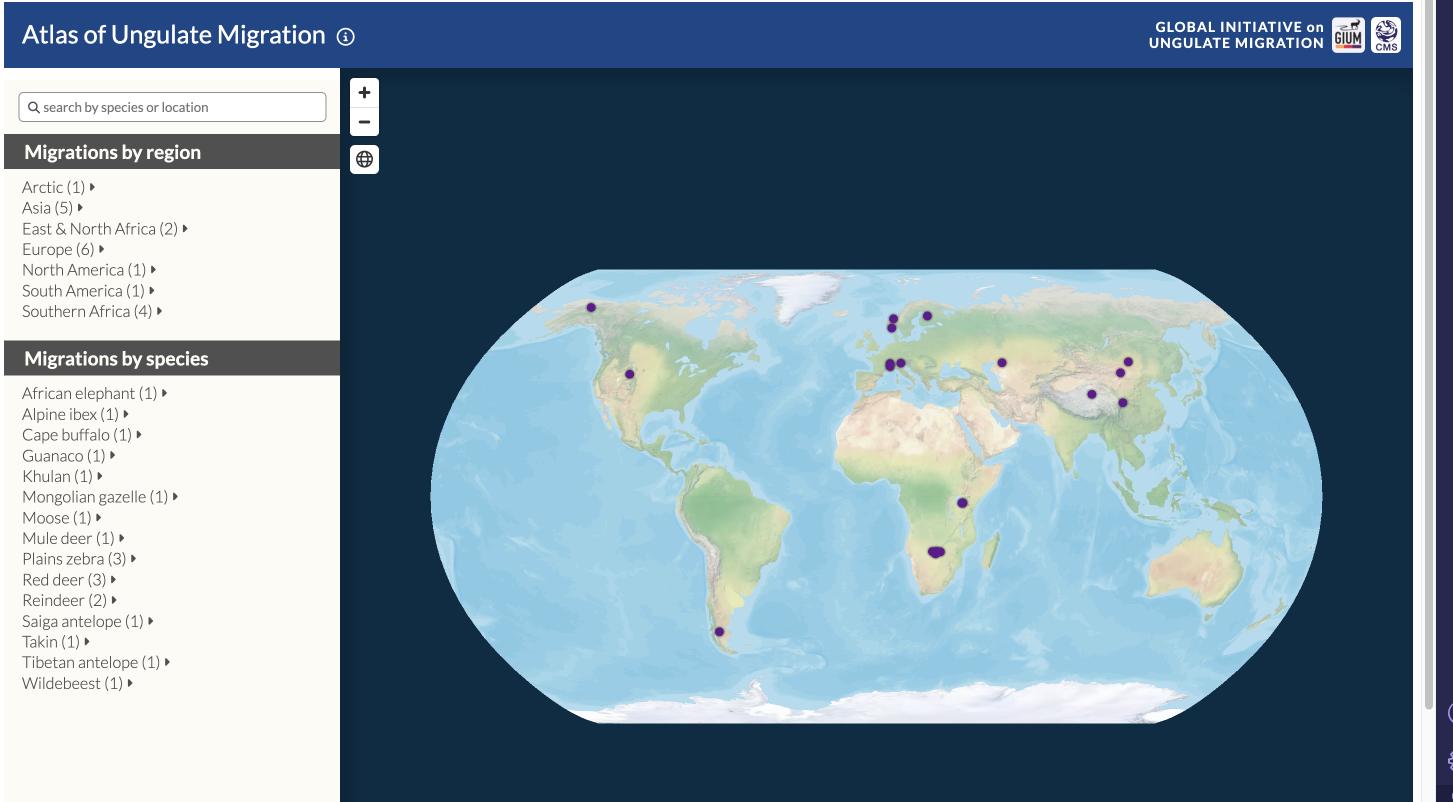 Atlas of Ungulate Migration
GLOBAL INITIATIVE on
UNGULATE MIGRATION
GIUM
CMS
search by species or location
Migrations by region
Arctic (1)
Asia (5)
East & North Africa (2)
Europe (6)
North America (1)
South America (1)
Southern Africa (4)
Migrations by species
African elephant (1)
Alpine ibex (1)
Cape buffalo (1)
Guanaco (1)
Khulan (1)
Mongolian gazelle (1)
Moose (1)
Mule deer (1)
Plains zebra (3)
Red deer (3)
Reindeer (2)
Saiga antelope (1)
Takin (1)
Tibetan antelope (1)
Wildebeest (1)